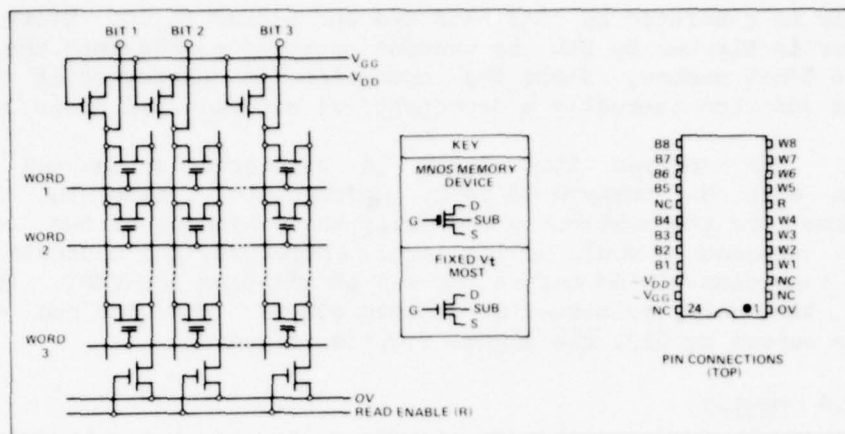 BIT 1 BIT 2 BIT 3
VGG
VDD
WORD 1
WORD 2
WORD 3
OV
READ ENABLE (R)
KEY
MNOS MEMORY
DEVICE
D
G SUB
S
FIXED Vt
MOST
D
G SUB
S
B8 W8
B7 W7
B6 W6
B5 W5
NC R
B4 W4
B3 W3
B2 W2
B1 W1
VDD NC
-VGG NC
NC 24 1 OV
PIN CONNECTIONS
(TOP)